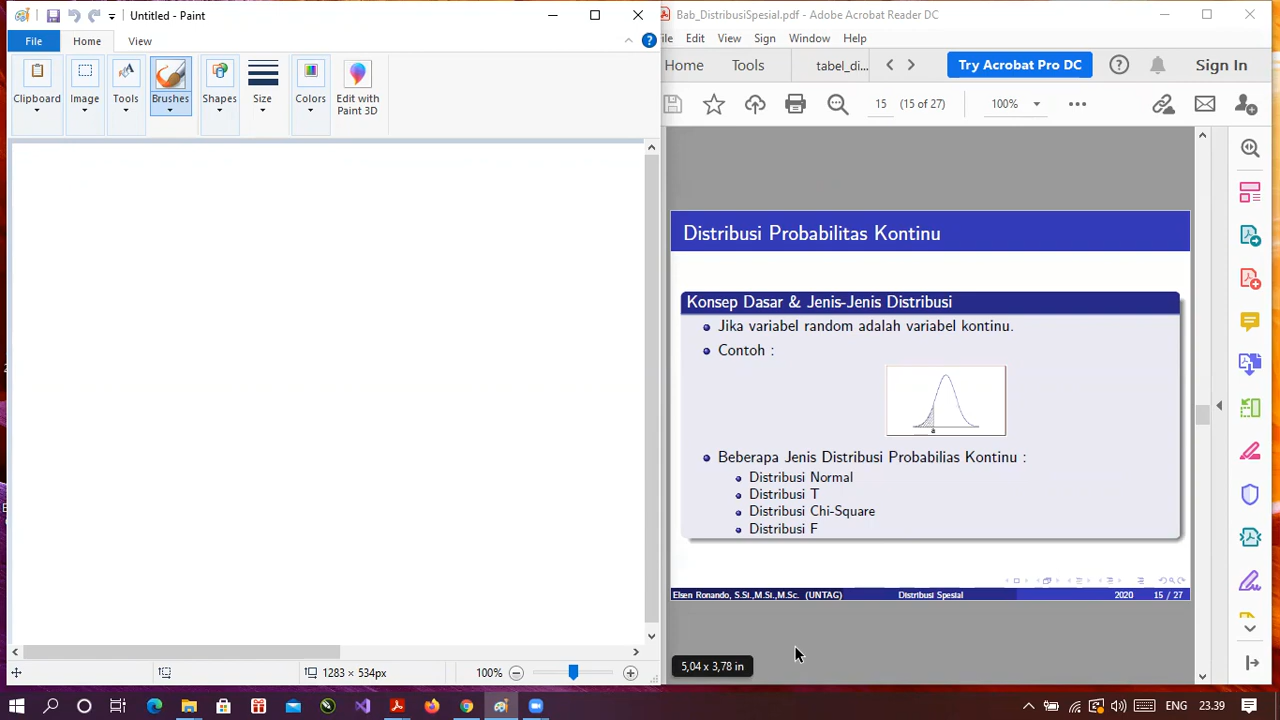 Untitled - Paint
File
Home
View
Clipboard
Image
Tools
Brushes
Shapes
Size
Colors
Edit with
Paint 3D
1283 × 534px
100%
Bab_DistribusiSpesial.pdf - Adobe Acrobat Reader DC
Edit
View
Sign
Window
Help
Home
Tools
tabel_di...
Try Acrobat Pro DC
Sign In
15
(15 of 27)
100%
Distribusi Probabilitas Kontinu
Konsep Dasar & Jenis-Jenis Distribusi
Jika variabel random adalah variabel kontinu.
Contoh :
a
Beberapa Jenis Distribusi Probabilias Kontinu :
Distribusi Normal
Distribusi T
Distribusi Chi-Square
Distribusi F
Elsen Ronando, S.Si.,M.Si.,M.Sc. (UNTAG)
Distribusi Spesial
2020
15 / 27
5,04 x 3,78 in
ENG
23.39